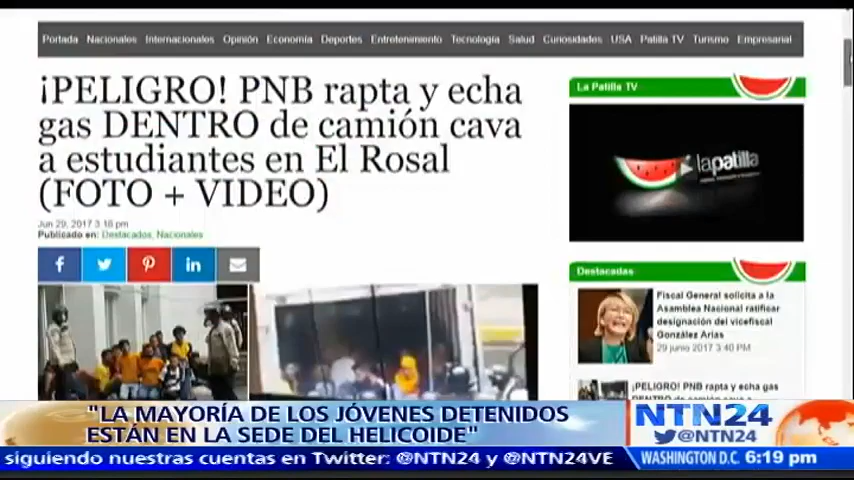 Portada Nacionales Internacionales Opinión Economía Deportes Entretenimiento Tecnología Salud Curiosidades USA Patilla TV Turismo Empresarial
¡PELIGRO! PNB rapta y echa
gas DENTRO de camión cava
a estudiantes en El Rosal
(FOTO + VIDEO)
Jun 29, 2017 3:18 pm
Publicado en: Destacados, Nacionales
La Patilla TV
lapatilla
Destacadas
Fiscal General solicita a la
Asamblea Nacional ratificar
designación del vicefiscal
González Arias
29 junio 2017 3:40 PM
¡PELIGRO! PNB rapta y echa gas
"LA MAYORÍA DE LOS JÓVENES DETENIDOS
ESTÁN EN LA SEDE DEL HELICOIDE"
NTN24
@NTN24
siguiendo nuestras cuentas en Twitter: @NTN24 y @NTN24VE
WASHINGTON D.C. 6:19 pm